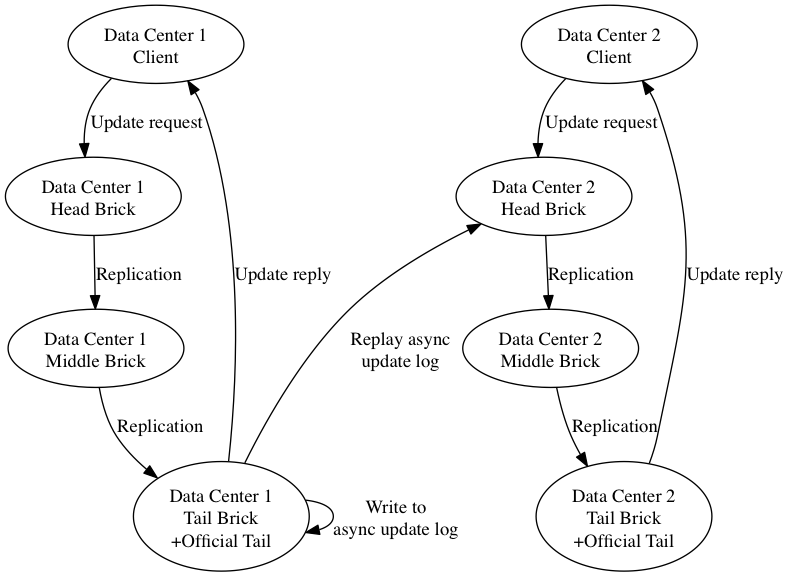 Data Center 1
Client
Data Center 2
Client
Update request
Update request
Data Center 1
Head Brick
Data Center 2
Head Brick
Replication
Update reply
Replication
Update reply
Data Center 1
Middle Brick
Replay async
update log
Data Center 2
Middle Brick
Replication
Replication
Data Center 1
Tail Brick
+Official Tail
Write to
async update log
Data Center 2
Tail Brick
+Official Tail